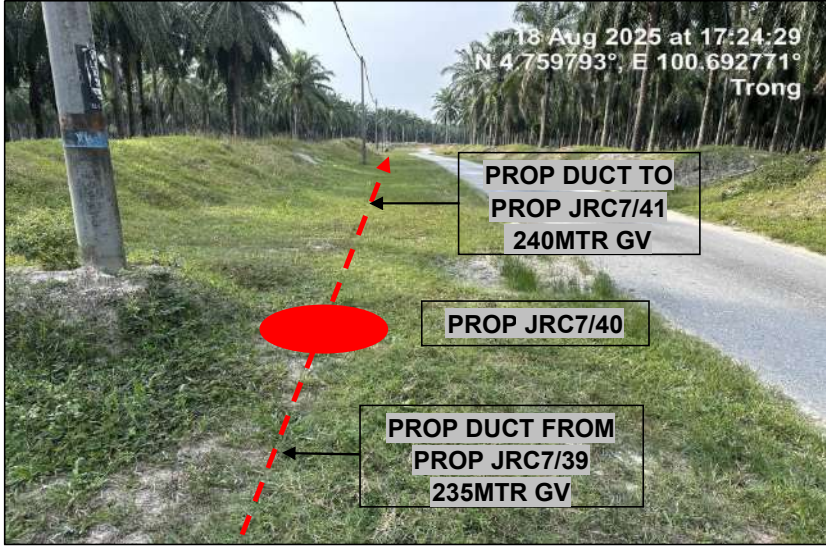 18 Aug 2025 at 17:24:29
N 4.759793°, E 100.692771°
Trong
PROP DUCT TO
PROP JRC7/41
240MTR GV
PROP JRC7/40
PROP DUCT FROM
PROP JRC7/39
235MTR GV